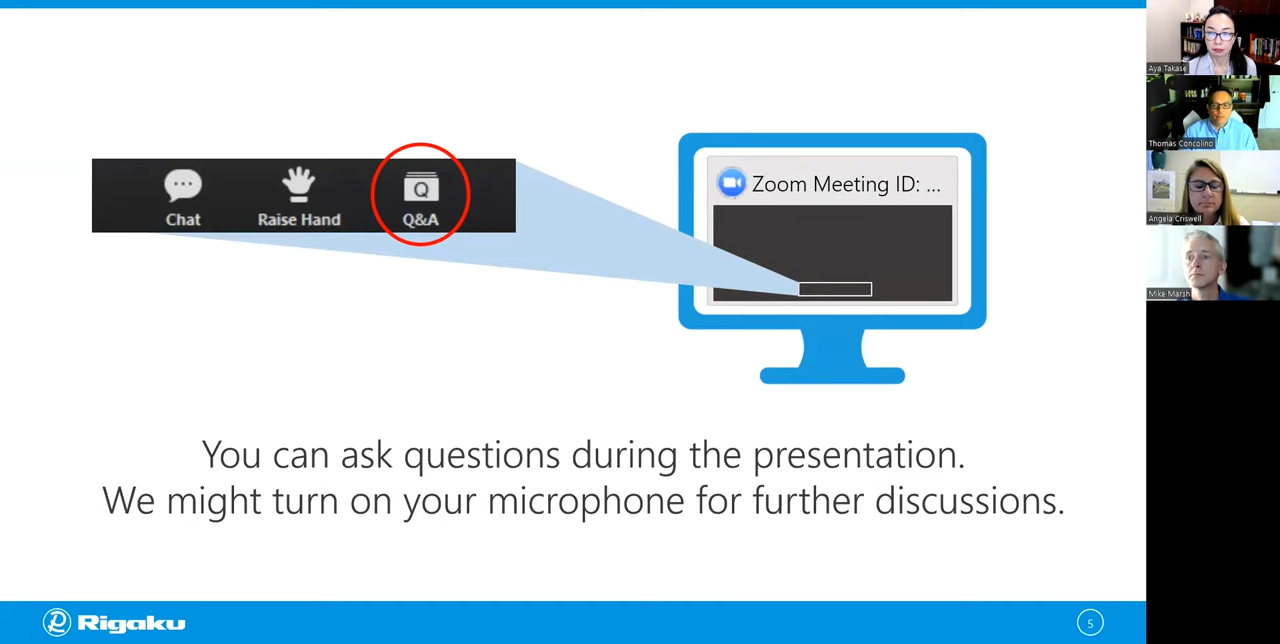 Chat
Raise Hand
Q
Q&A
Zoom Meeting ID: ...
You can ask questions during the presentation.
We might turn on your microphone for further discussions.
Rigaku
5
Aya Takase
Thomas Concolino
Angela Criswell
Mike Marsh